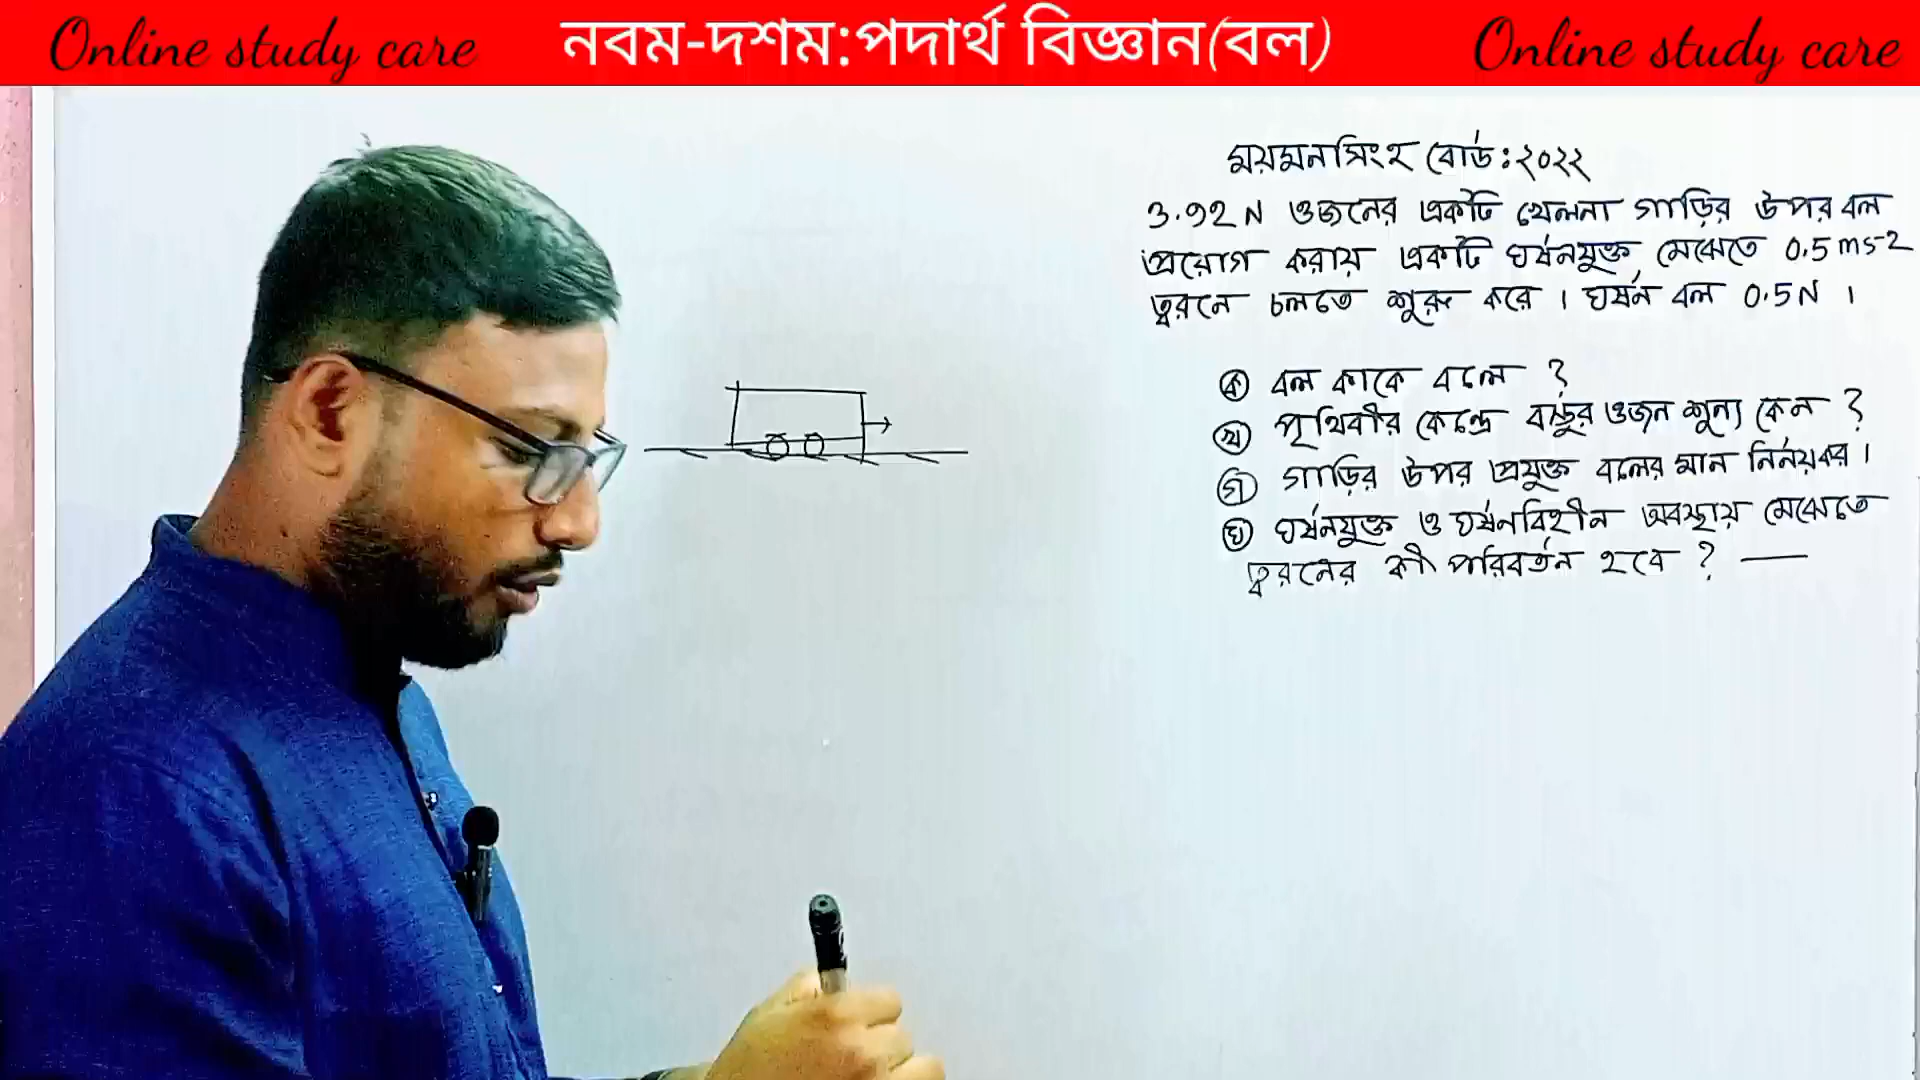 Online study care নবম-দশম:পদার্থ বিজ্ঞান(বল) Online study care
ময়মনসিংহ বোর্ড:২০২২
3.92 N ওজনের একটি খেলনা গাড়ির উপর বল
প্রয়োগ করায় একটি ঘর্ষনযুক্ত মেঝেতে 0.5 ms-2
ত্বরনে চলতে শুরু করে । ঘর্ষন বল 0.5N ।
ক বল কাকে বলে ?
খ পৃথিবীর কেন্দ্রে বস্তুর ওজন শূন্য কেন ?
গ গাড়ির উপর প্রযুক্ত বলের মান নির্নয় কর ।
ঘ ঘর্ষনযুক্ত ও ঘর্ষনবিহীন অবস্থায় মেঝেতে
ত্বরনের কী পরিবর্তন হবে ? —